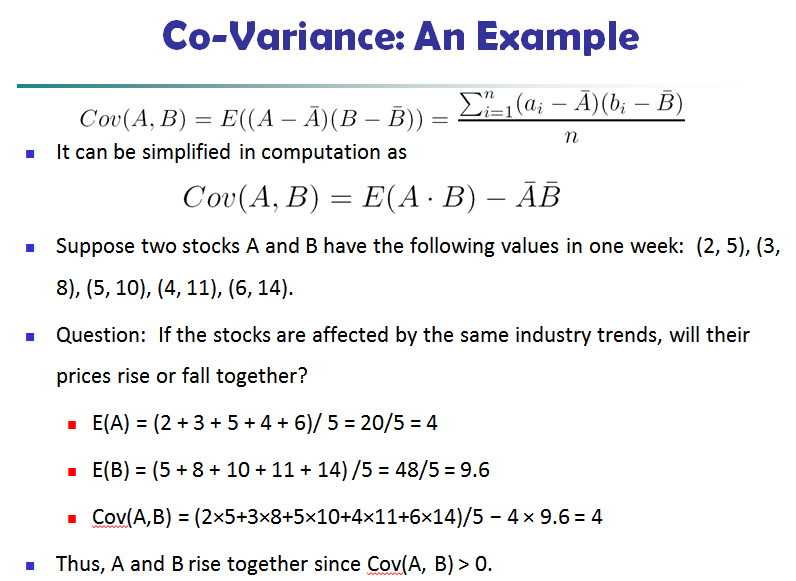 Co-Variance: An Example
Cov(A, B) = E((A − Ā)(B − B̄)) = ∑ⁿᵢ₌₁(aᵢ − Ā)(bᵢ − B̄) / n
It can be simplified in computation as
Cov(A, B) = E(A · B) − ĀB̄
Suppose two stocks A and B have the following values in one week: (2, 5), (3,
8), (5, 10), (4, 11), (6, 14).
Question: If the stocks are affected by the same industry trends, will their
prices rise or fall together?
E(A) = (2 + 3 + 5 + 4 + 6)/ 5 = 20/5 = 4
E(B) = (5 + 8 + 10 + 11 + 14) /5 = 48/5 = 9.6
Cov(A,B) = (2×5+3×8+5×10+4×11+6×14)/5 − 4 × 9.6 = 4
Thus, A and B rise together since Cov(A, B) > 0.